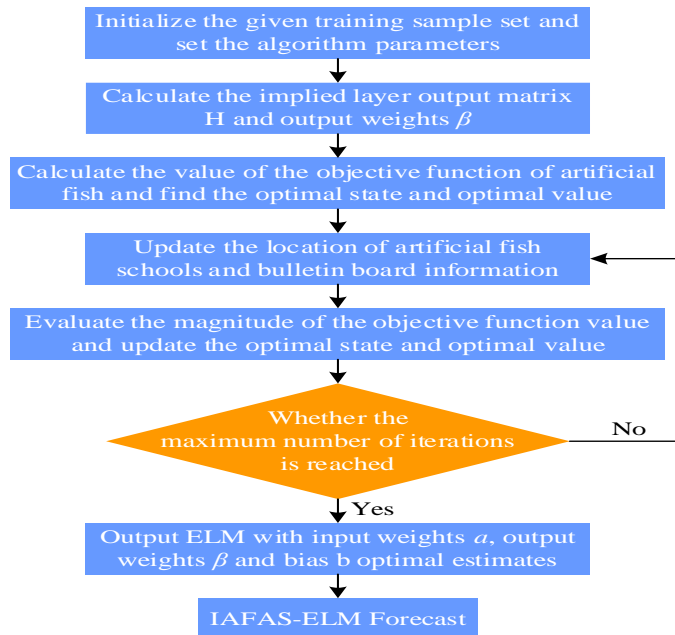 Initialize the given training sample set and
set the algorithm parameters
Calculate the implied layer output matrix
H and output weights β
Calculate the value of the objective function of artificial
fish and find the optimal state and optimal value
Update the location of artificial fish
schools and bulletin board information
Evaluate the magnitude of the objective function value
and update the optimal state and optimal value
Whether the
maximum number of iterations
is reached
No
Yes
Output ELM with input weights a, output
weights β and bias b optimal estimates
IAFAS-ELM Forecast